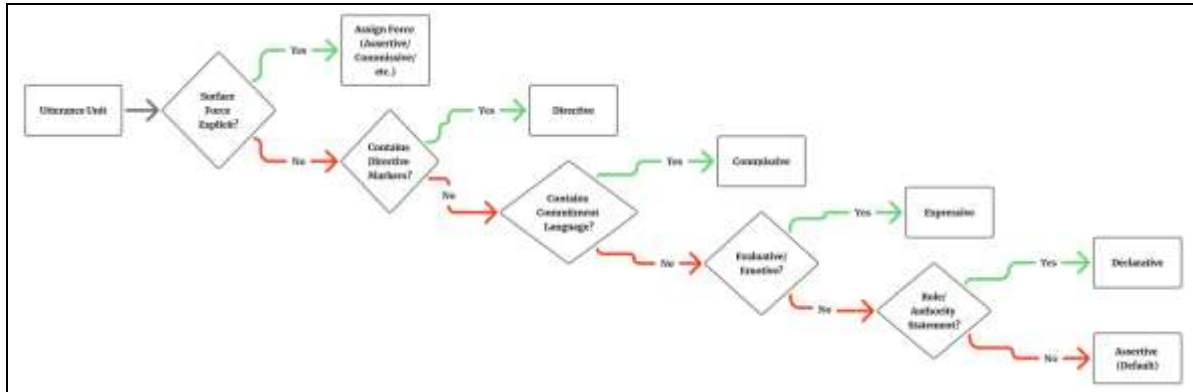 Utterance Unit
Surface
Force
Explicit?
Yes
Assign Force
(Assertive/
Commissive/
etc.)
No
Contains
Directive
Markers?
Yes
Directive
No
Contains
Commitment
Language?
Yes
Commissive
No
Evaluative/
Emotive?
Yes
Expressive
No
Role/
Authority
Statement?
Yes
Declarative
No
Assertive
(Default)